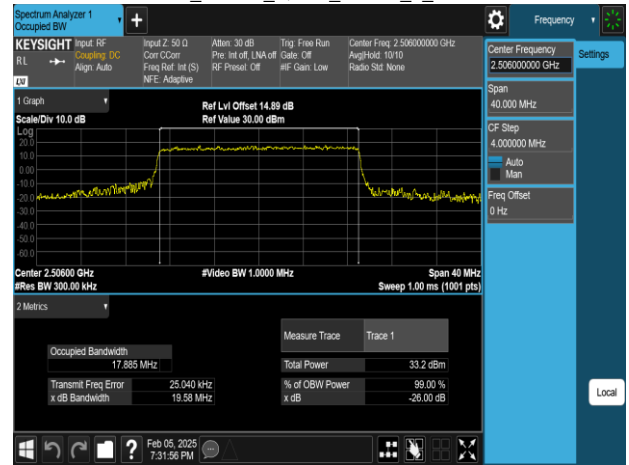 Spectrum Analyzer 1
Occupied BW
Frequency
KEYSIGHT
Input: RF
Coupling: DC
Align: Auto
Input Z: 50 Ω
Corr CCorr
Freq Ref: Int (S)
NFE: Adaptive
Atten: 30 dB
Pre: Int off, LNA off
RF Presel: Off
Trig: Free Run
Gate: Off
#IF Gain: Low
Center Freq: 2.506000000 GHz
Avg|Hold: 10/10
Radio Std: None
RL
LXI
Center Frequency
2.506000000 GHz
Settings
Span
40.000 MHz
CF Step
4.000000 MHz
Auto
Man
Freq Offset
0 Hz
1 Graph
Scale/Div 10.0 dB
Ref Lvl Offset 14.89 dB
Ref Value 30.00 dBm
Log
20.0
10.0
0.00
-10.0
-20.0
-30.0
-40.0
-50.0
-60.0
Center 2.50600 GHz
#Video BW 1.0000 MHz
Span 40 MHz
#Res BW 300.00 kHz
Sweep 1.00 ms (1001 pts)
2 Metrics
Measure Trace
Trace 1
Occupied Bandwidth
17.885 MHz
Total Power
33.2 dBm
Transmit Freq Error
25.040 kHz
% of OBW Power
99.00 %
x dB Bandwidth
19.58 MHz
x dB
-26.00 dB
Local
Feb 05, 2025
7:31:56 PM